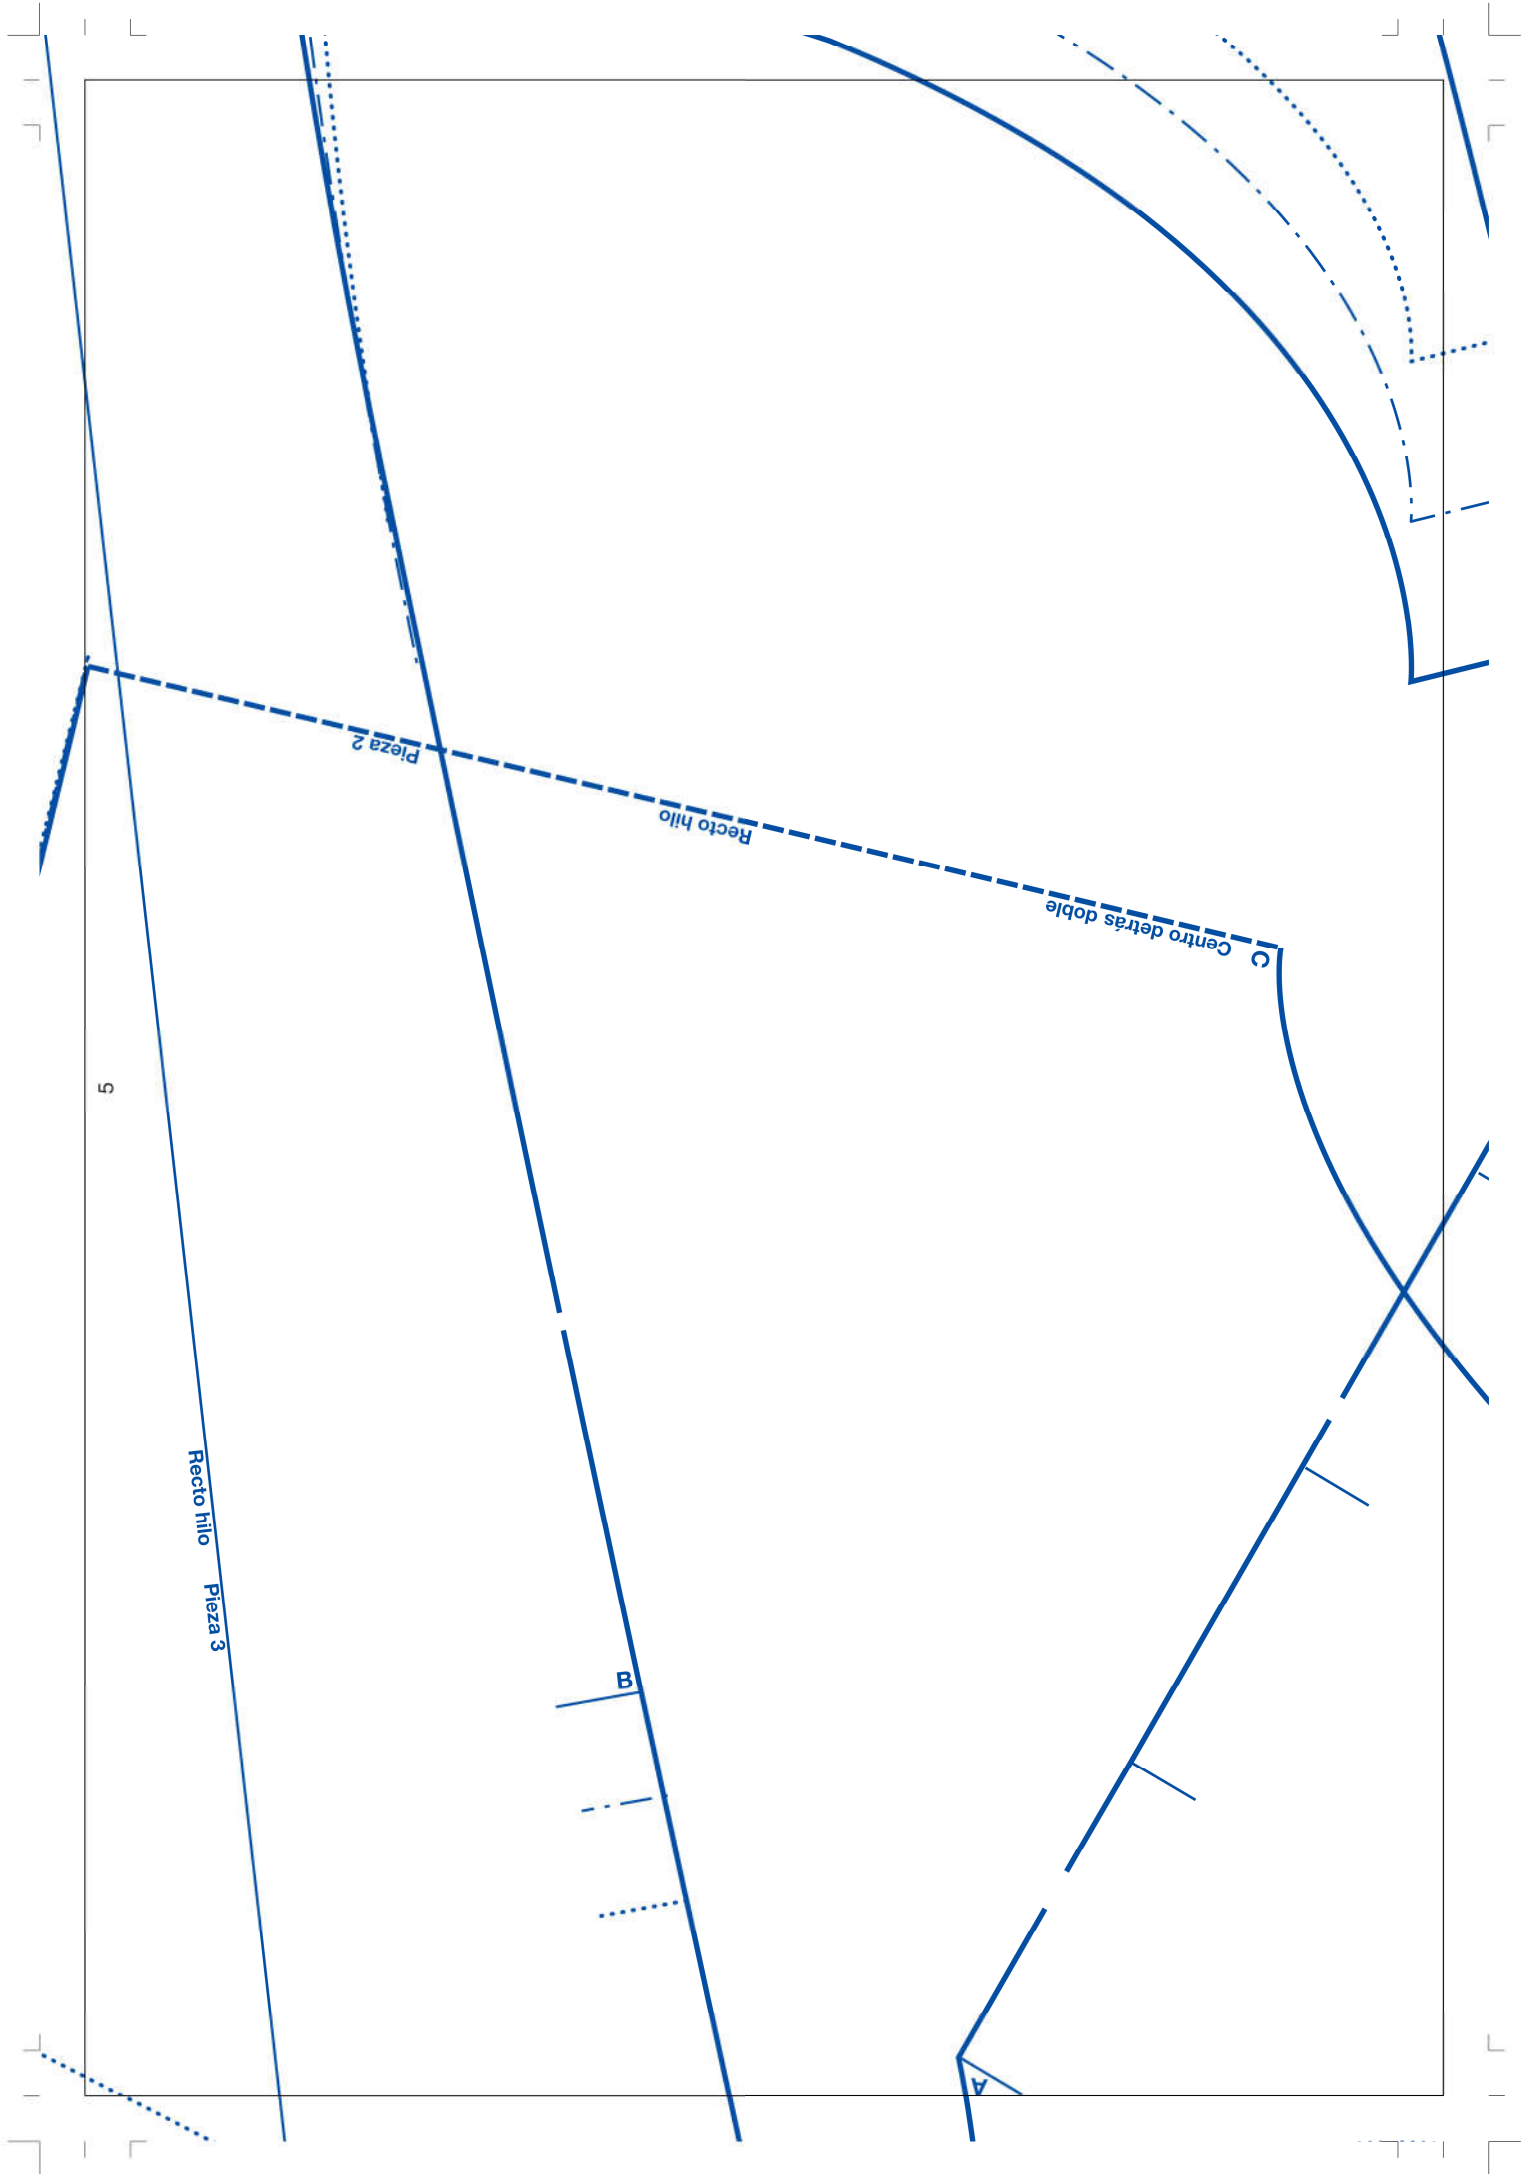 Pieza 2
Recto hilo
Centro detrás doble
C
5
Recto hilo Pieza 3
B
A